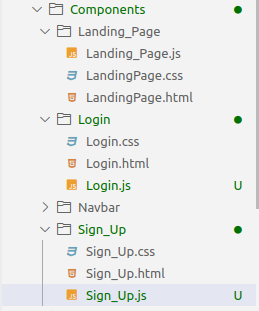 Components
Landing_Page
Landing_Page.js
LandingPage.css
LandingPage.html
Login
Login.css
Login.html
Login.js U
Navbar
Sign_Up
Sign_Up.css
Sign_Up.html
Sign_Up.js U